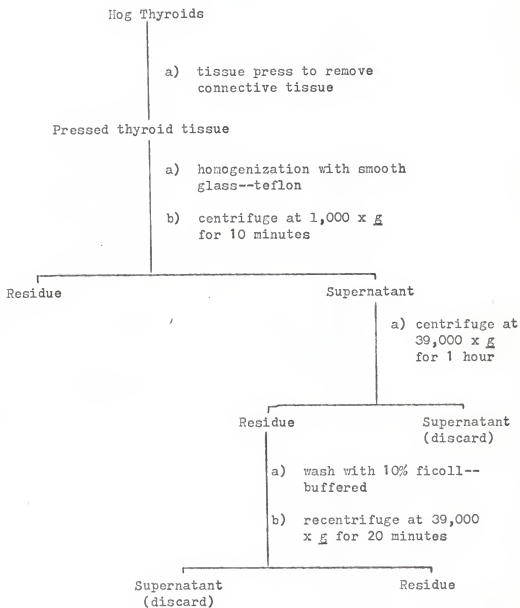 Hog Thyroids
a) tissue press to remove
connective tissue
Pressed thyroid tissue
a) homogenization with smooth
glass--teflon
b) centrifuge at 1,000 x g
for 10 minutes
Residue
Supernatant
a) centrifuge at
39,000 x g
for 1 hour
Residue
Supernatant
(discard)
a) wash with 10% ficoll--
buffered
b) recentrifuge at 39,000
x g for 20 minutes
Supernatant
(discard)
Residue